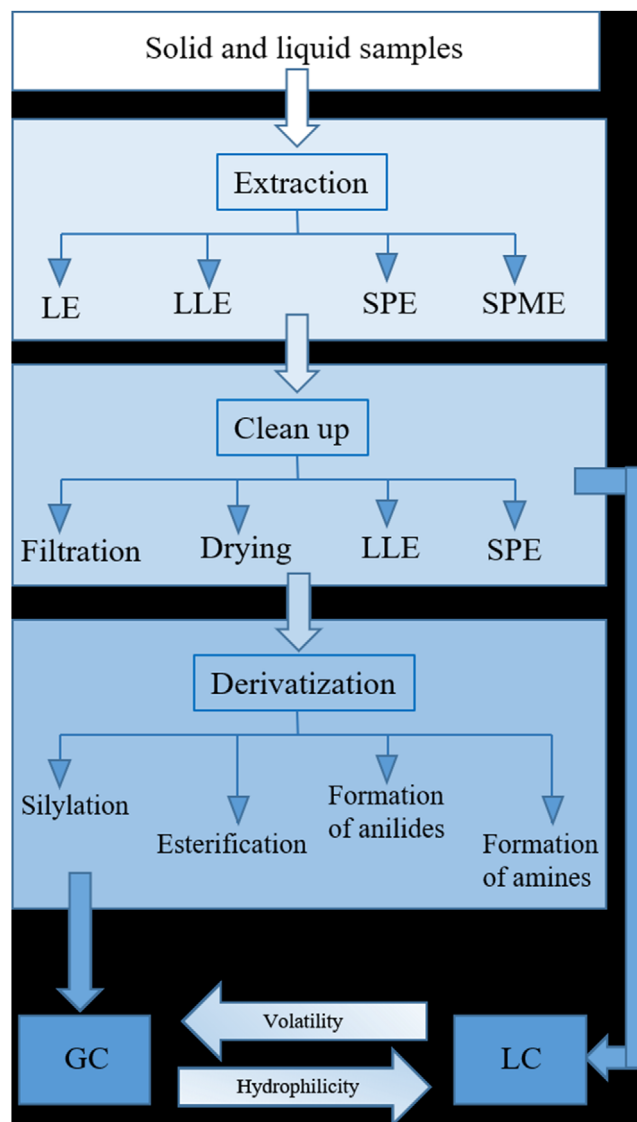 Solid and liquid samples
Extraction
LE
LLE
SPE
SPME
Clean up
Filtration
Drying
LLE
SPE
Derivatization
Silylation
Esterification
Formation
of anilides
Formation
of amines
GC
Volatility
Hydrophilicity
LC